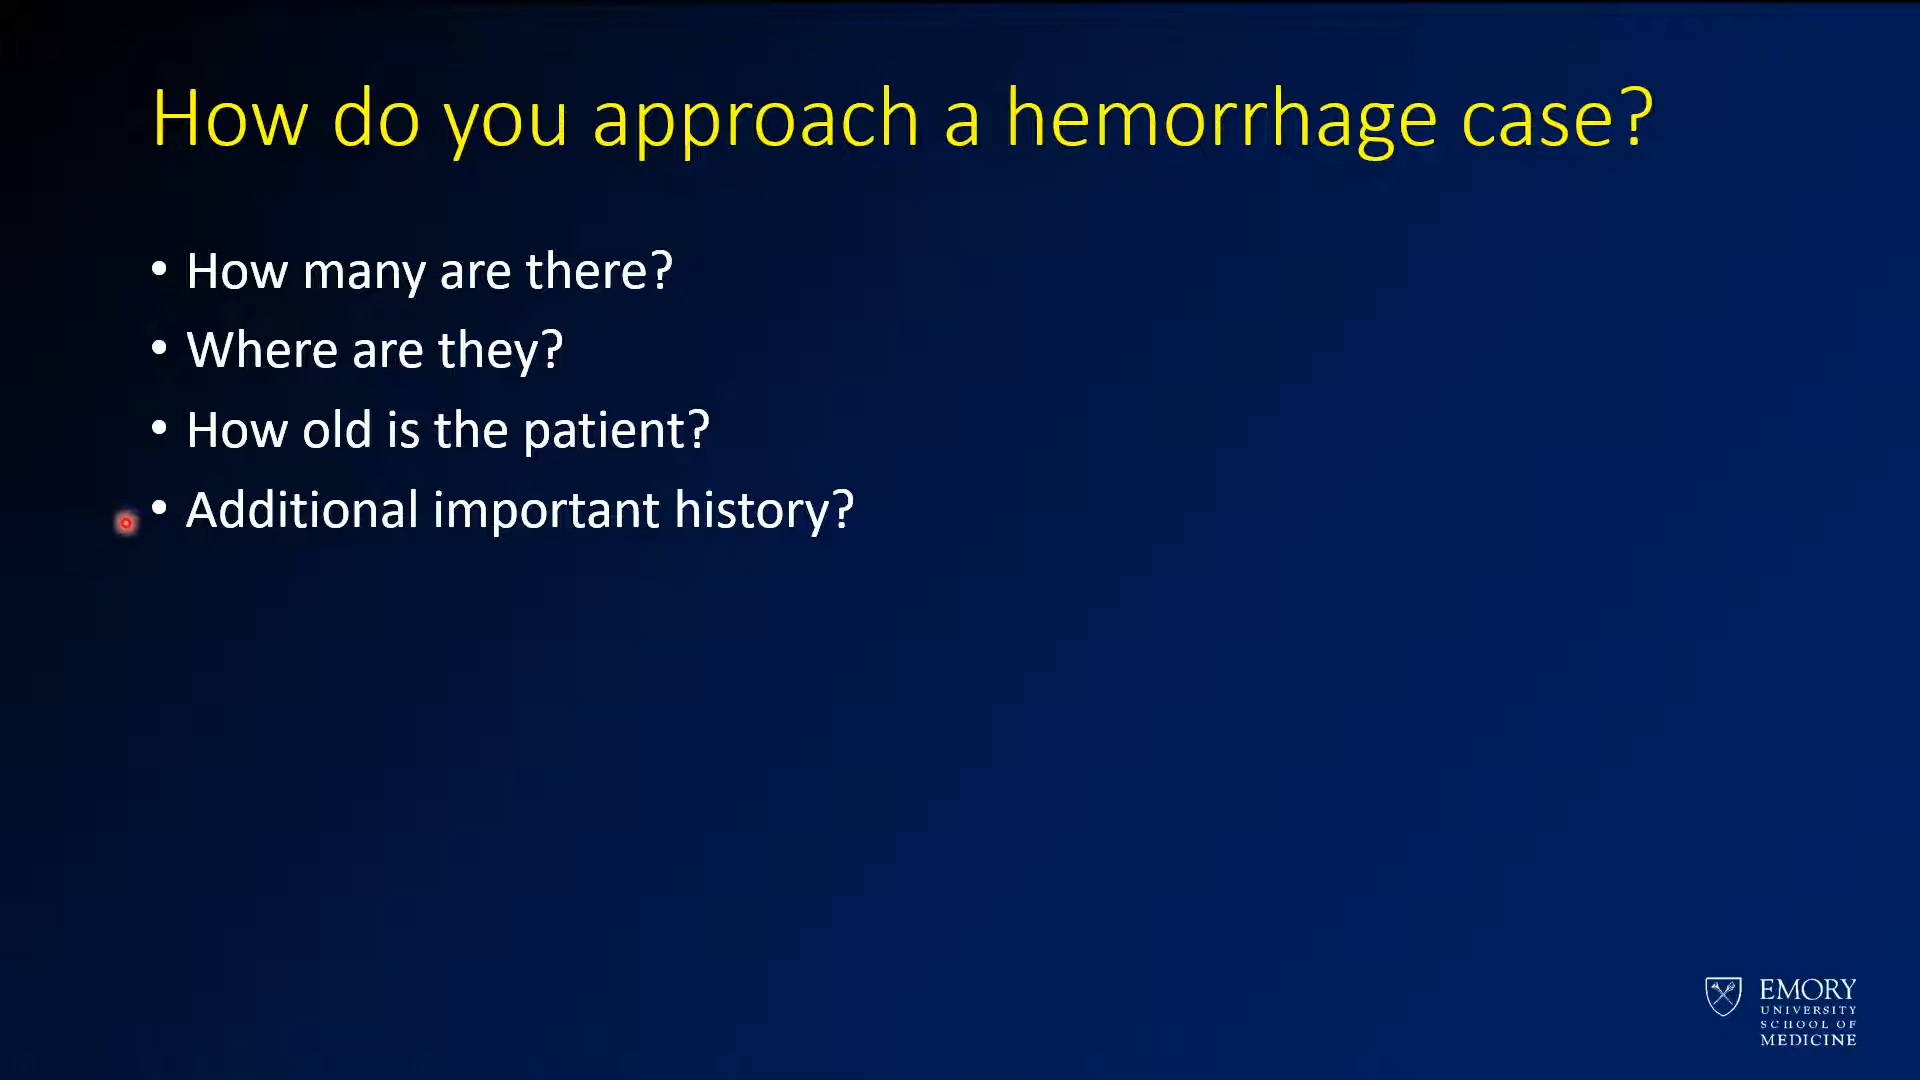 How do you approach a hemorrhage case?
• How many are there?
• Where are they?
• How old is the patient?
• Additional important history?
EMORY
UNIVERSITY
SCHOOL OF
MEDICINE